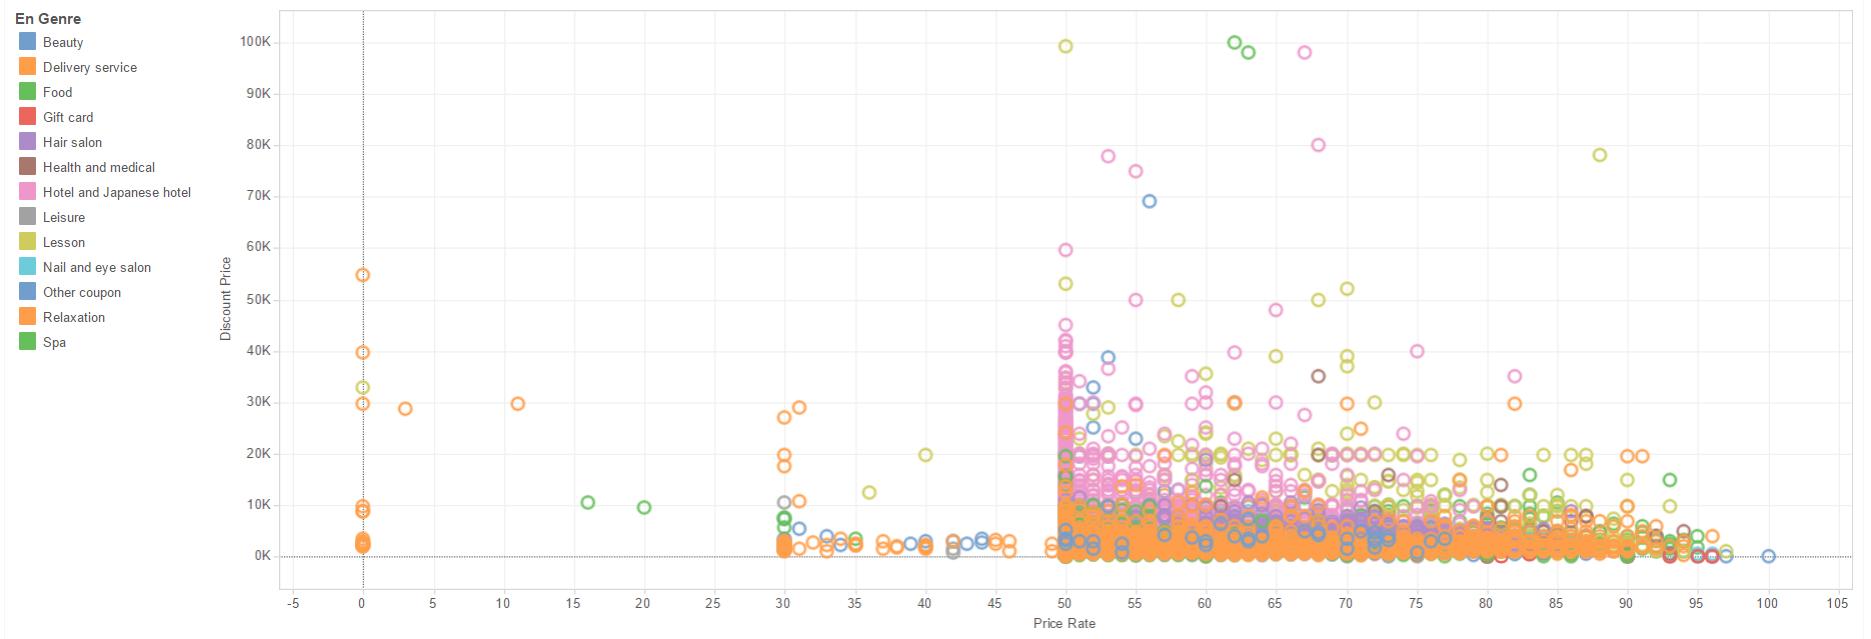 En Genre
Beauty
Delivery service
Food
Gift card
Hair salon
Health and medical
Hotel and Japanese hotel
Leisure
Lesson
Nail and eye salon
Other coupon
Relaxation
Spa
Discount Price
100K
90K
80K
70K
60K
50K
40K
30K
20K
10K
0K
-5 0 5 10 15 20 25 30 35 40 45 50 55 60 65 70 75 80 85 90 95 100 105
Price Rate